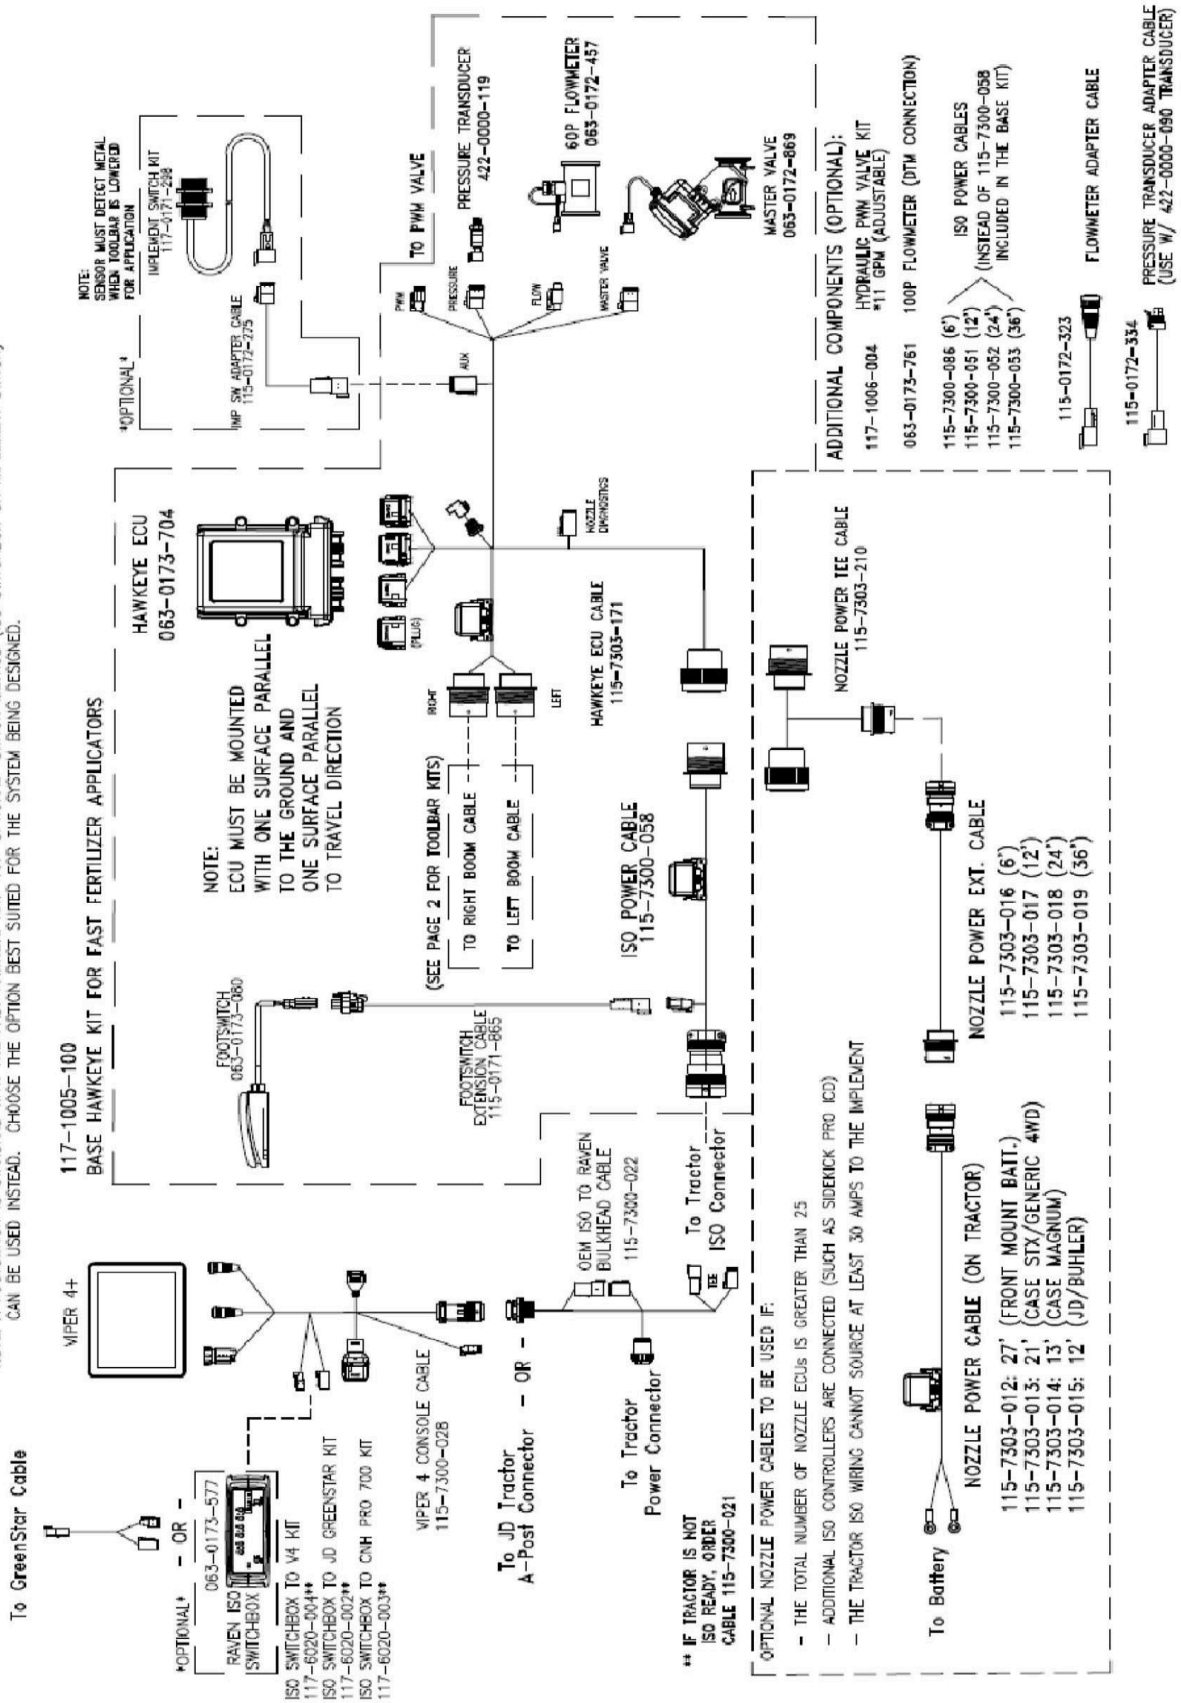 CAN BE USED INSTEAD. CHOOSE THE OPTION BEST SUITED FOR THE SYSTEM BEING DESIGNED.
To GreenStar Cable
*OPTIONAL*
- OR -
063-0173-577
RAVEN ISO
SWITCHBOX
ISO SWITCHBOX TO V4 KIT
117-6020-004**
ISO SWITCHBOX TO JD GREENSTAR KIT
117-6020-002**
ISO SWITCHBOX TO CNH PRO 700 KIT
117-6020-003**
VIPER 4+
VIPER 4 CONSOLE CABLE
115-7300-028
To JD Tractor
A-Post Connector
- OR -
OEM ISO TO RAVEN
BULKHEAD CABLE
115-7300-022
TEE
To Tractor
Power Connector
To Tractor
ISO Connector
** IF TRACTOR IS NOT
ISO READY, ORDER
CABLE 115-7300-021
117-1005-100
BASE HAWKEYE KIT FOR FAST FERTILIZER APPLICATORS
FOOTSWITCH
063-0173-080
FOOTSWITCH
EXTENSION CABLE
115-0171-865
NOTE:
ECU MUST BE MOUNTED
WITH ONE SURFACE PARALLEL
TO THE GROUND AND
ONE SURFACE PARALLEL
TO TRAVEL DIRECTION
HAWKEYE ECU
063-0173-704
(PLUG)
(SEE PAGE 2 FOR TOOLBAR KITS)
TO RIGHT BOOM CABLE
TO LEFT BOOM CABLE
RIGHT
LEFT
HAWKEYE ECU CABLE
115-7303-171
NOZZLE
DIAGNOSTICS
ISO POWER CABLE
115-7300-058
*OPTIONAL*
NOTE:
SENSOR MUST DETECT METAL
WHEN TOOLBAR IS LOWERED
FOR APPLICATION
IMPLEMENT SWITCH KIT
117-0171-298
IMP SW ADAPTER CABLE
115-0172-275
AUX
PWM
PRESSURE
FLOW
MASTER VALVE
TO PWM VALVE
PRESSURE TRANSDUCER
422-0000-119
60P FLOWMETER
063-0172-457
MASTER VALVE
063-0172-869
ADDITIONAL COMPONENTS (OPTIONAL):
117-1006-004 HYDRAULIC PWM VALVE KIT
*11 GPM (ADJUSTABLE)
063-0173-761 100P FLOWMETER (DTM CONNECTION)
115-7300-086 (6')
115-7300-051 (12')
115-7300-052 (24')
115-7300-053 (36')
ISO POWER CABLES
(INSTEAD OF 115-7300-058
INCLUDED IN THE BASE KIT)
115-0172-323
FLOWMETER ADAPTER CABLE
115-0172-334
PRESSURE TRANSDUCER ADAPTER CABLE
(USE W/ 422-0000-090 TRANSDUCER)
OPTIONAL NOZZLE POWER CABLES TO BE USED IF:
- THE TOTAL NUMBER OF NOZZLE ECUs IS GREATER THAN 25
- ADDITIONAL ISO CONTROLLERS ARE CONNECTED (SUCH AS SIDEKICK PRO ICD)
- THE TRACTOR ISO WIRING CANNOT SOURCE AT LEAST 30 AMPS TO THE IMPLEMENT
To Battery
NOZZLE POWER CABLE (ON TRACTOR)
115-7303-012: 27' (FRONT MOUNT BATT.)
115-7303-013: 21' (CASE STX/GENERIC 4WD)
115-7303-014: 13' (CASE MAGNUM)
115-7303-015: 12' (JD/BUHLER)
NOZZLE POWER EXT. CABLE
115-7303-016 (6')
115-7303-017 (12')
115-7303-018 (24')
115-7303-019 (36')
NOZZLE POWER TEE CABLE
115-7303-210